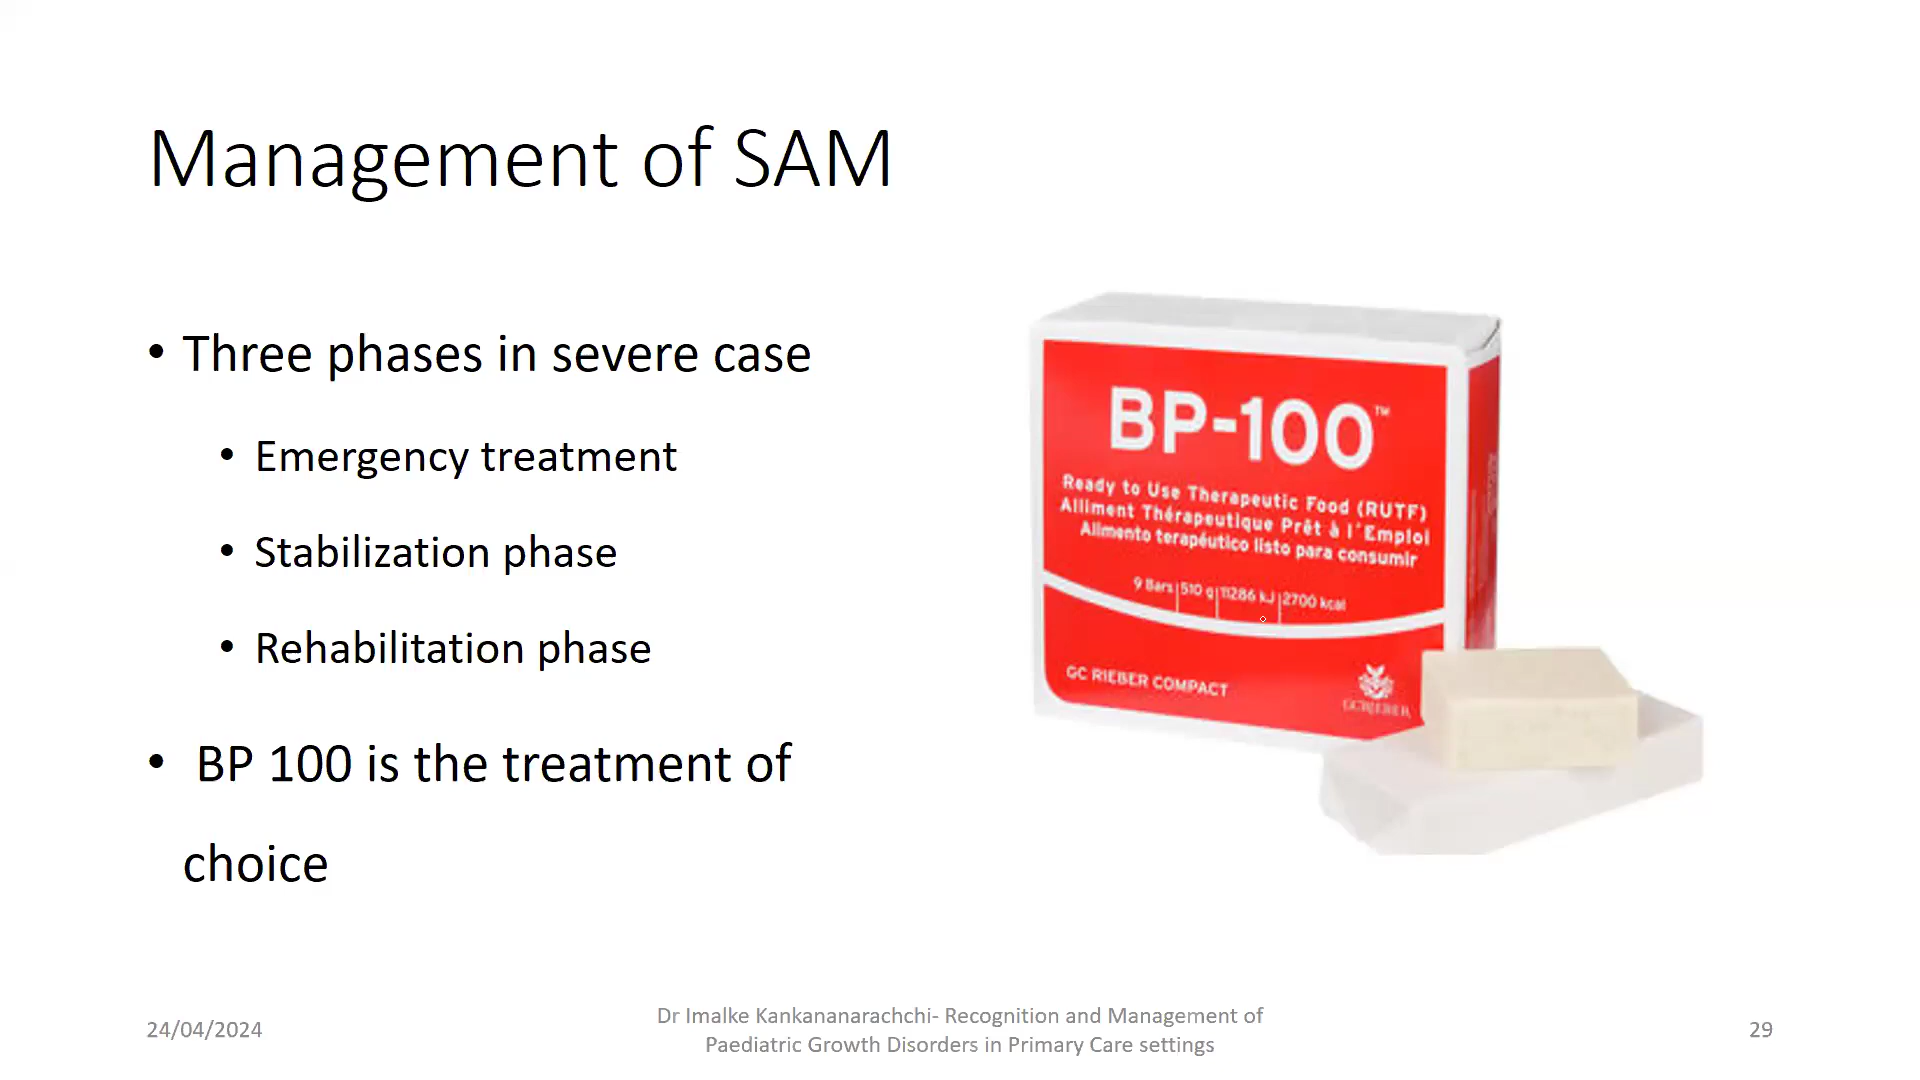 Management of SAM
• Three phases in severe case
• Emergency treatment
• Stabilization phase
• Rehabilitation phase
• BP 100 is the treatment of
choice
BP-100™
Ready to Use Therapeutic Food (RUTF)
Alliment Thérapeutique Prêt à l'Emploi
Alimento terapéutico listo para consumir
9 Bars | 510 g | 11286 kJ | 2700 kcal
GC RIEBER COMPACT
GC RIEBER
24/04/2024
Dr Imalke Kankananarachchi- Recognition and Management of
Paediatric Growth Disorders in Primary Care settings
29